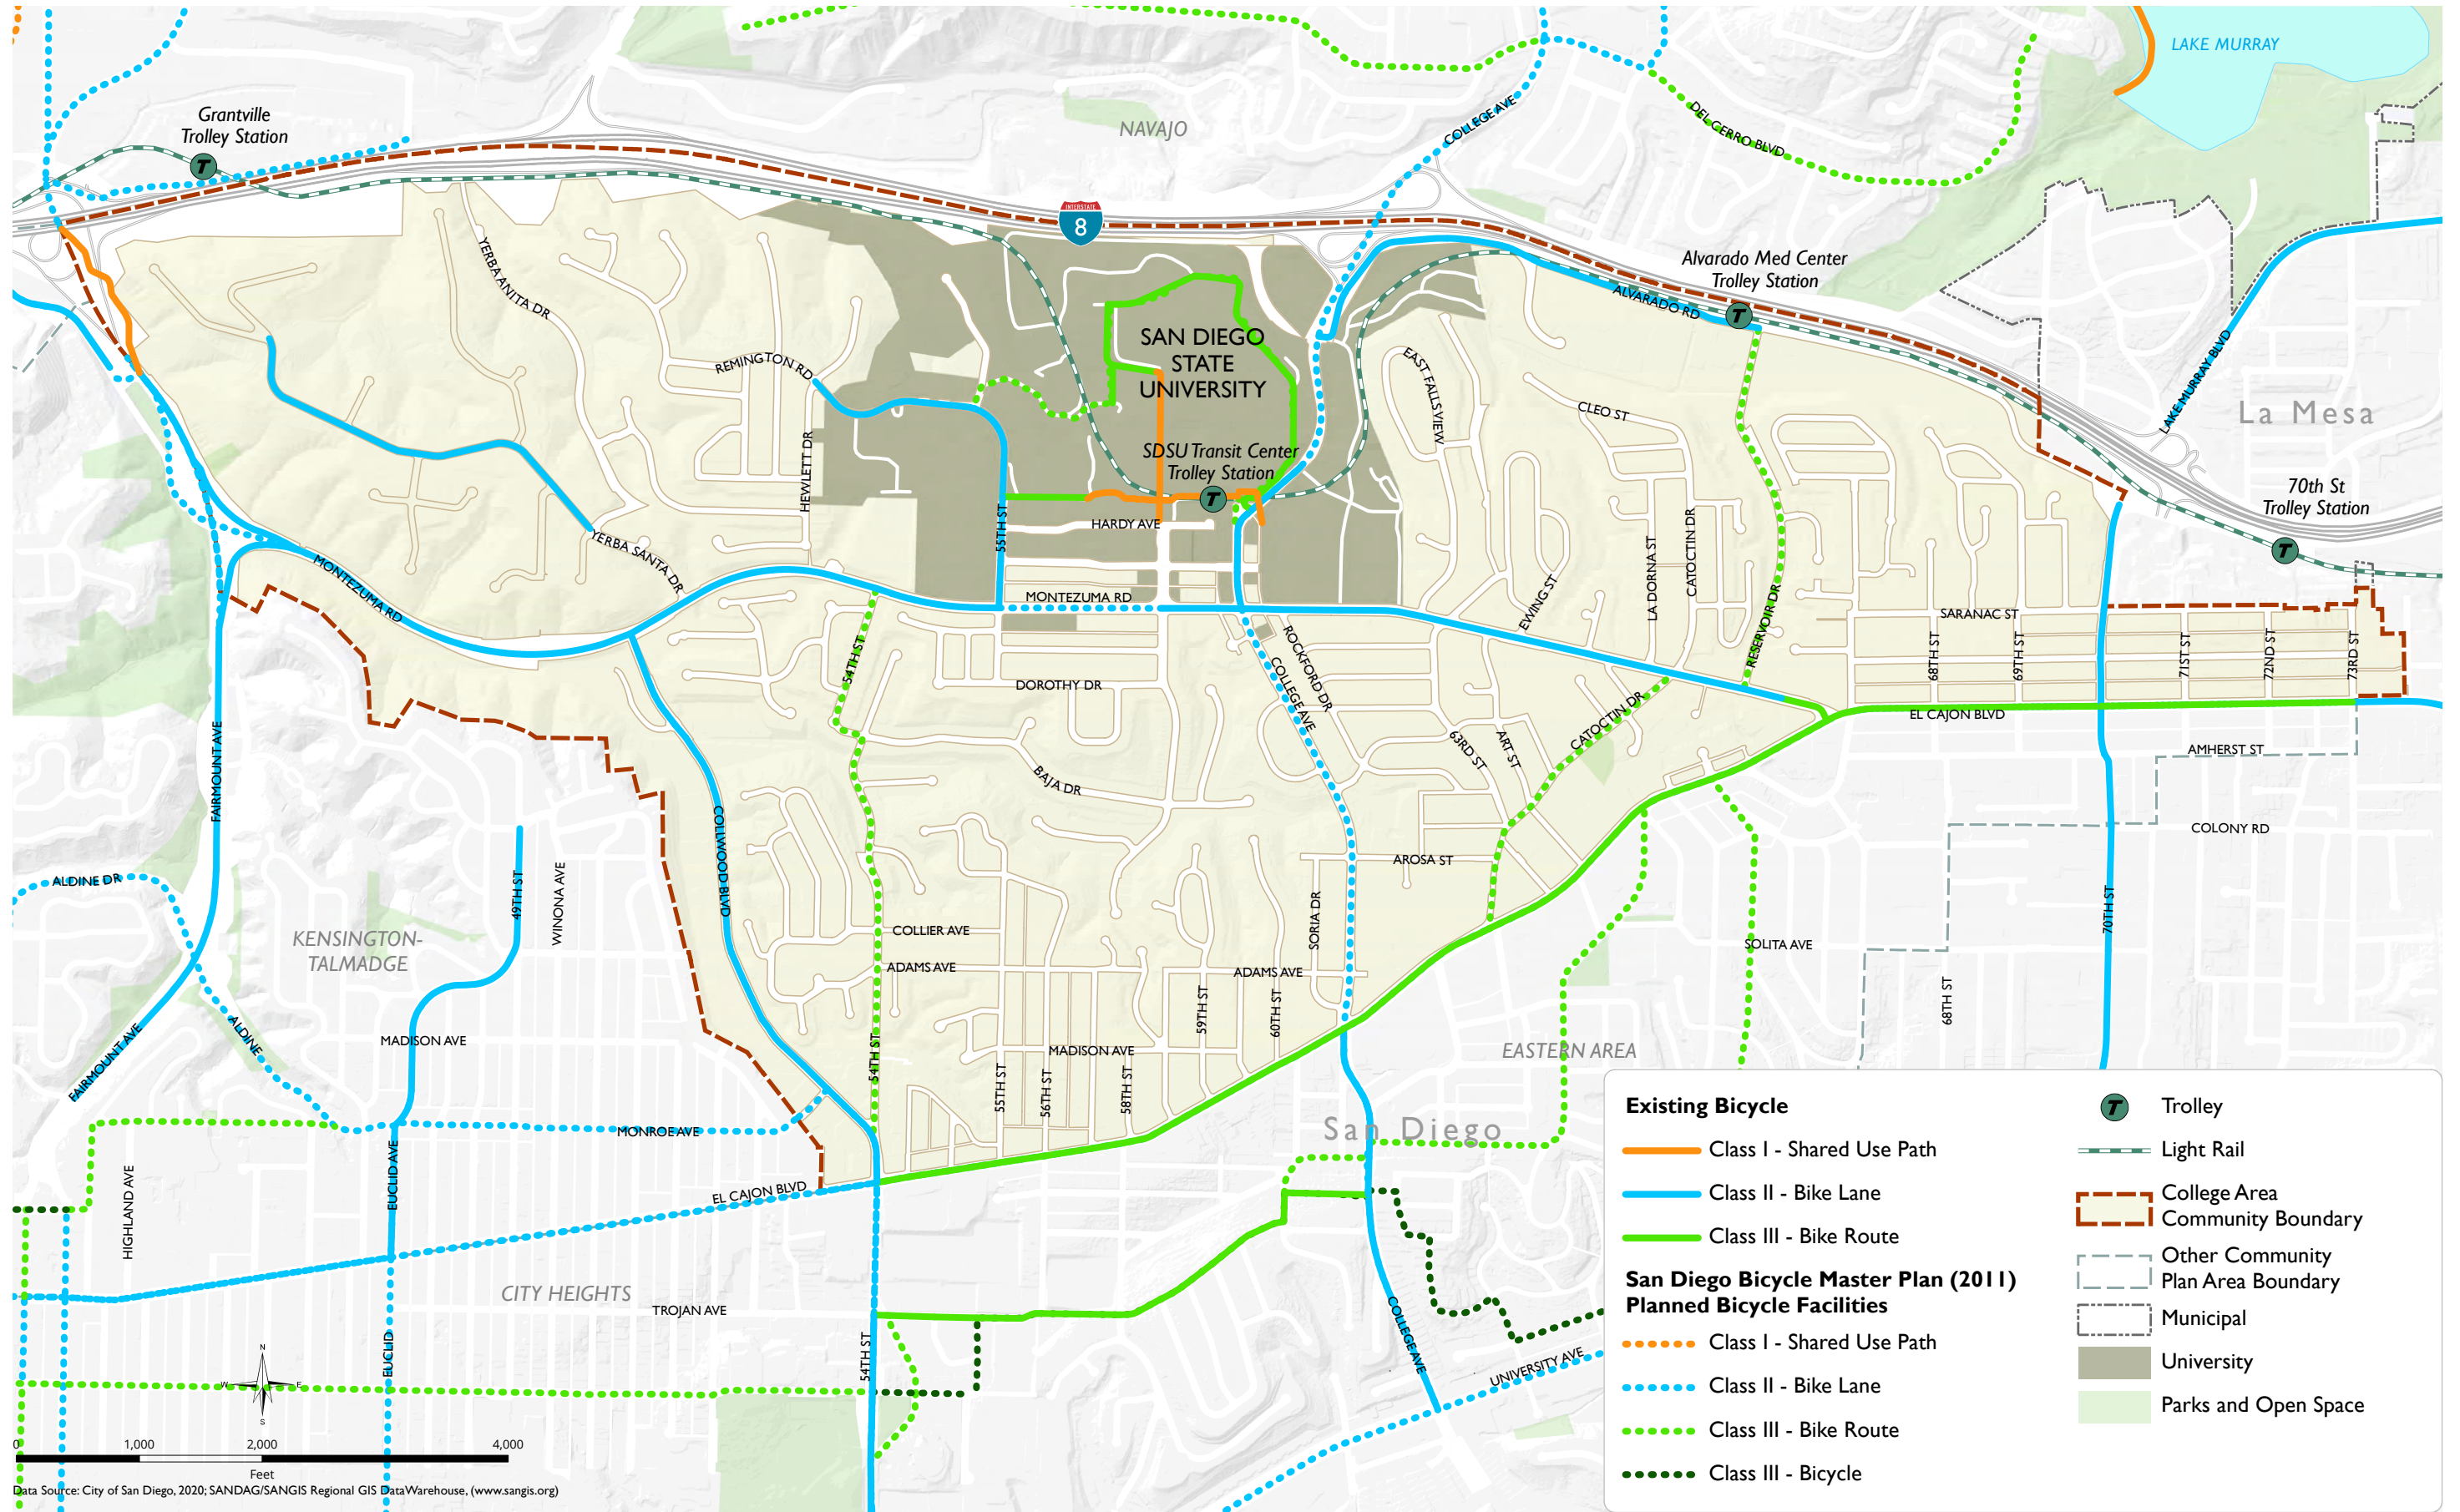 LAKE MURRAY
Grantville
Trolley Station
NAVAJO
COLLEGE AVE
DEL CERRO BLVD
INTERSTATE
8
YERBA ANITA DR
Alvarado Med Center
Trolley Station
ALVARADO RD
T
T
SAN DIEGO
STATE
UNIVERSITY
REMINGTON RD
EAST FALLS VIEW
CLEO ST
LAKE MURRAY BLVD
La Mesa
HEWLETT DR
SDSU Transit Center
Trolley Station
T
70th St
Trolley Station
T
55TH ST
HARDY AVE
YERBA SANTA DR
MONTEZUMA RD
MONTEZUMA RD
EWING ST
LA DORNA ST
CATOCTIN DR
RESERVOIR DR
SARANAC ST
68TH ST
69TH ST
71ST ST
72ND ST
73RD ST
54TH ST
DOROTHY DR
ROCKFORD DR
COLLEGE AVE
CATOCTIN DR
63RD ST
ART ST
EL CAJON BLVD
AMHERST ST
FAIRMOUNT AVE
BAJA DR
COLLWOOD BLVD
COLONY RD
AROSA ST
ALDINE DR
49TH ST
WINONA AVE
KENSINGTON-
TALMADGE
COLLIER AVE
SORIA DR
70TH ST
SOLITA AVE
ADAMS AVE
ADAMS AVE
59TH ST
60TH ST
68TH ST
FAIRMOUNT AVE
ALDINE
MADISON AVE
54TH ST
MADISON AVE
EASTERN AREA
55TH ST
56TH ST
58TH ST
San Diego
MONROE AVE
HIGHLAND AVE
EUCLID AVE
EL CAJON BLVD
CITY HEIGHTS
TROJAN AVE
EUCLID
54TH ST
COLLEGE AVE
UNIVERSITY AVE
N
W
E
S
0
1,000
2,000
4,000
Feet
Data Source: City of San Diego, 2020; SANDAG/SANGIS Regional GIS DataWarehouse, (www.sangis.org)
Existing Bicycle
Class I - Shared Use Path
Class II - Bike Lane
Class III - Bike Route
San Diego Bicycle Master Plan (2011)
Planned Bicycle Facilities
Class I - Shared Use Path
Class II - Bike Lane
Class III - Bike Route
Class III - Bicycle
T
Trolley
Light Rail
College Area
Community Boundary
Other Community
Plan Area Boundary
Municipal
University
Parks and Open Space